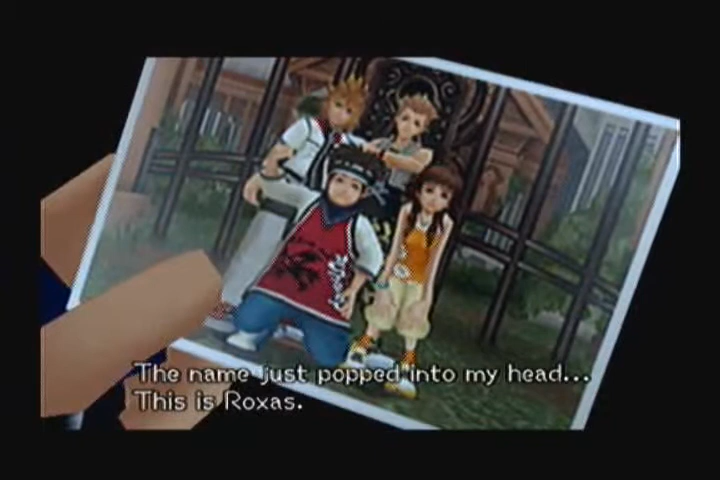 The name just popped into my head...
This is Roxas.